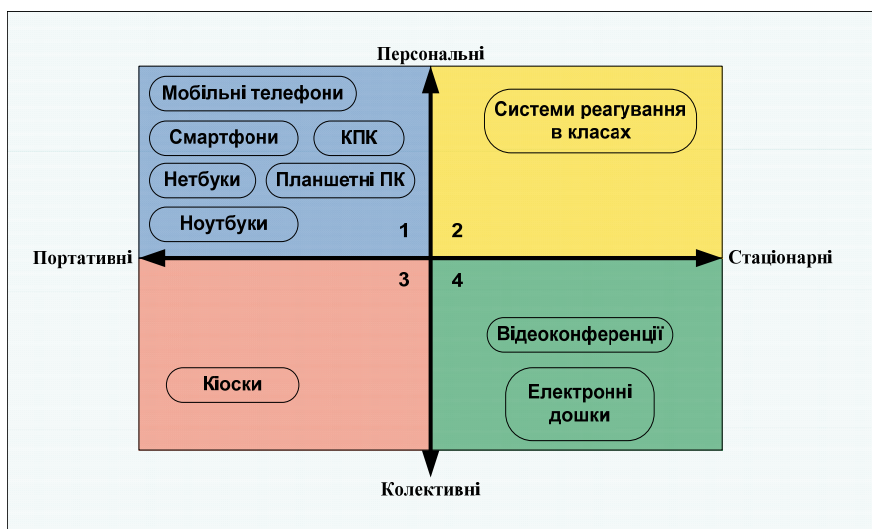 Персональні
Мобільні телефони
Смартфони
КПК
Нетбуки
Планшетні ПК
Ноутбуки
1
2
Системи реагування
в класах
Портативні
Стаціонарні
3
4
Кіоски
Відеоконференції
Електронні
дошки
Колективні